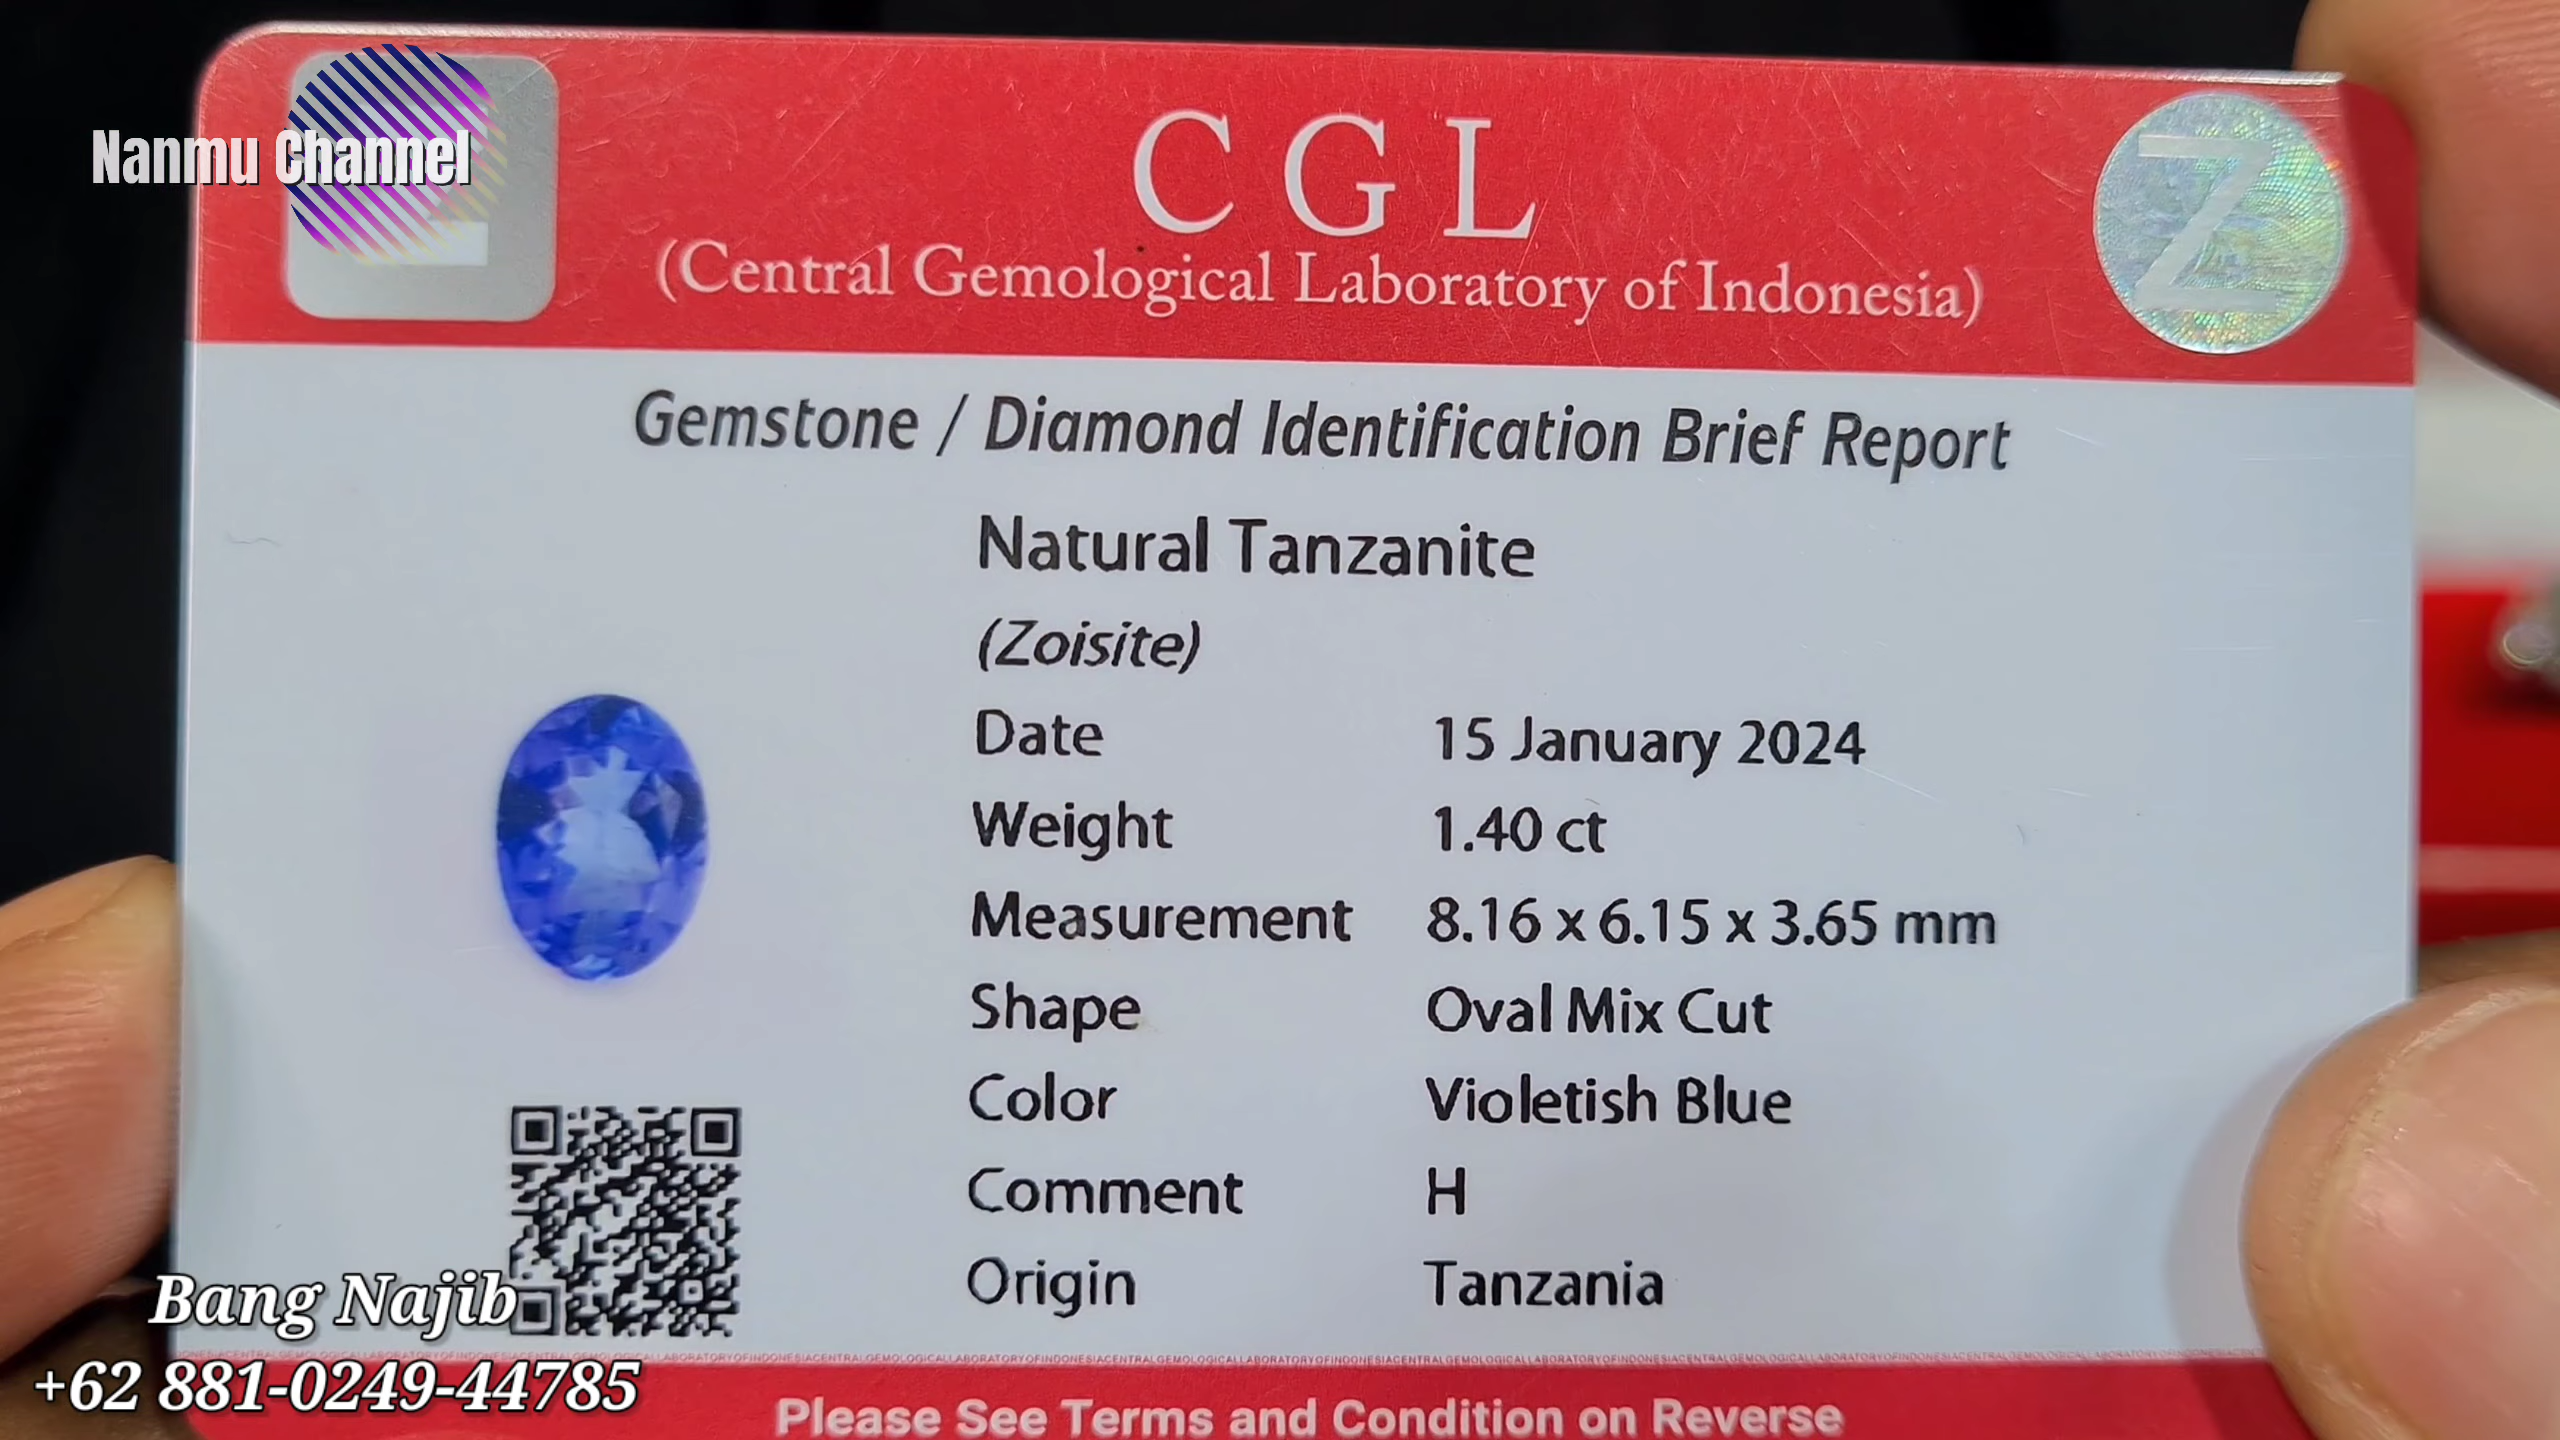 Nanmu Channel
C G L
(Central Gemological Laboratory of Indonesia)
Z
Gemstone / Diamond Identification Brief Report
Natural Tanzanite
(Zoisite)
Date 15 January 2024
Weight 1.40 ct
Measurement 8.16 x 6.15 x 3.65 mm
Shape Oval Mix Cut
Color Violetish Blue
Comment H
Origin Tanzania
Bang Najib
+62 881-0249-44785
Please See Terms and Condition on Reverse